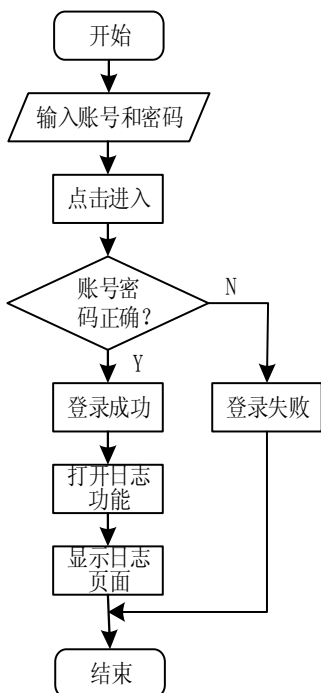 开始
输入账号和密码
点击进入
账号密
码正确?
N
Y
登录成功
登录失败
打开日志
功能
显示日志
页面
结束